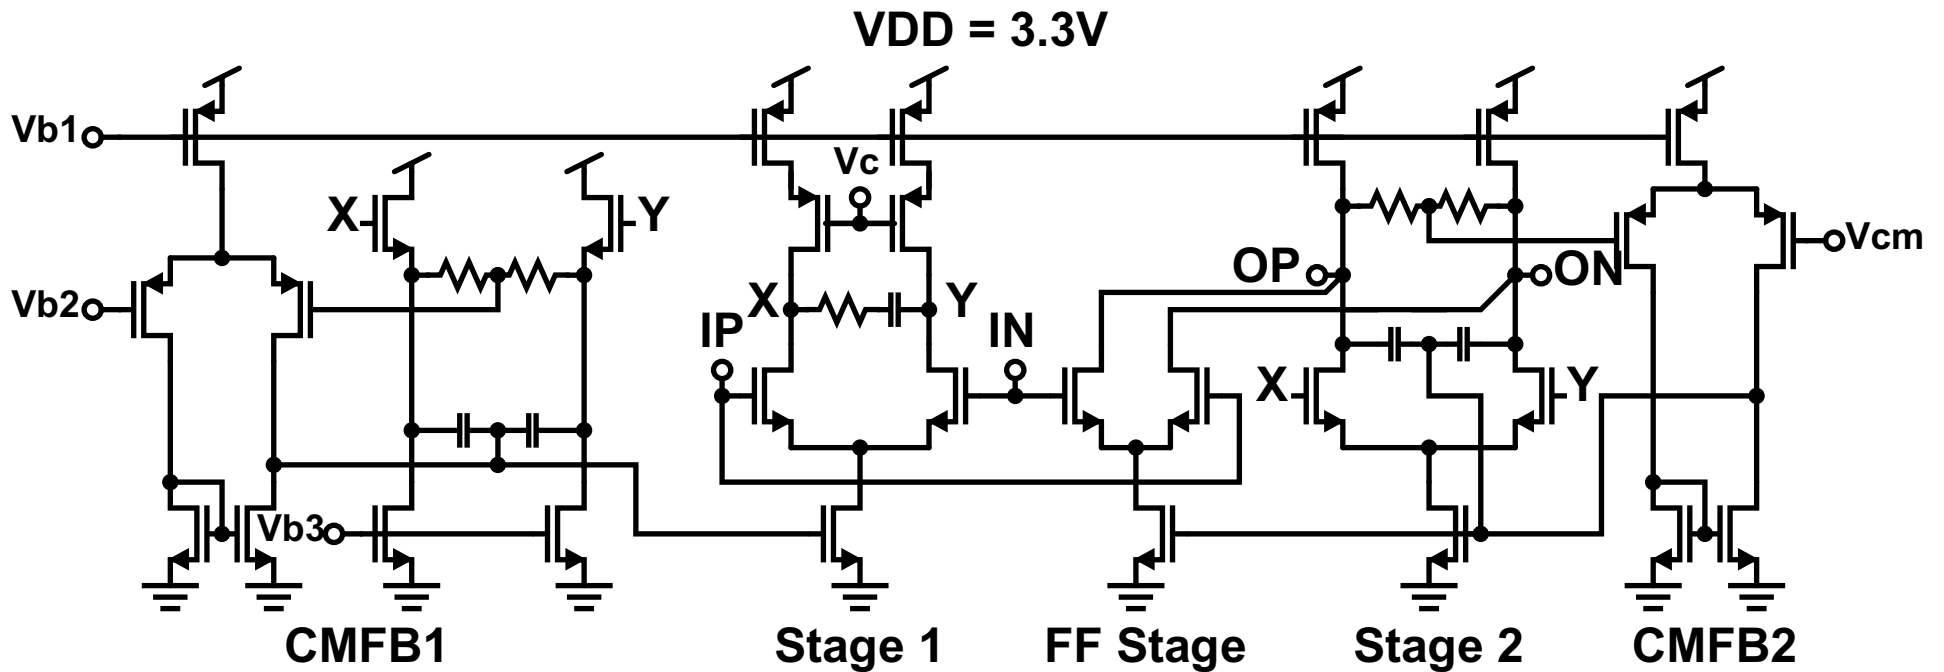 VDD = 3.3V
Vb1
Vc
X
Y
Vcm
OP
ON
Vb2
X
Y
IP
IN
X
Y
Vb3
CMFB1
Stage 1
FF Stage
Stage 2
CMFB2